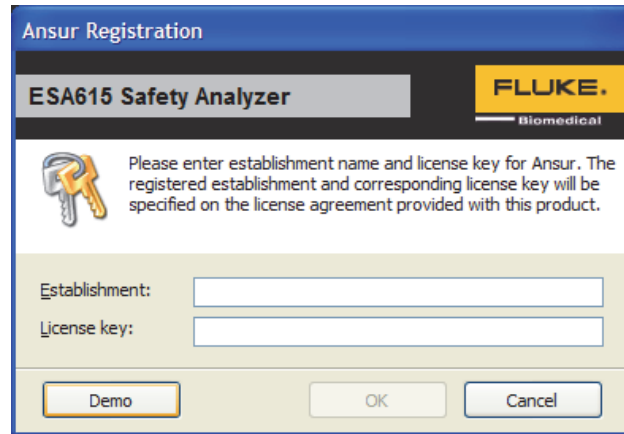 Ansur Registration
ESA615 Safety Analyzer
FLUKE.
Biomedical
Please enter establishment name and license key for Ansur. The
registered establishment and corresponding license key will be
specified on the license agreement provided with this product.
Establishment:
License key:
Demo OK Cancel